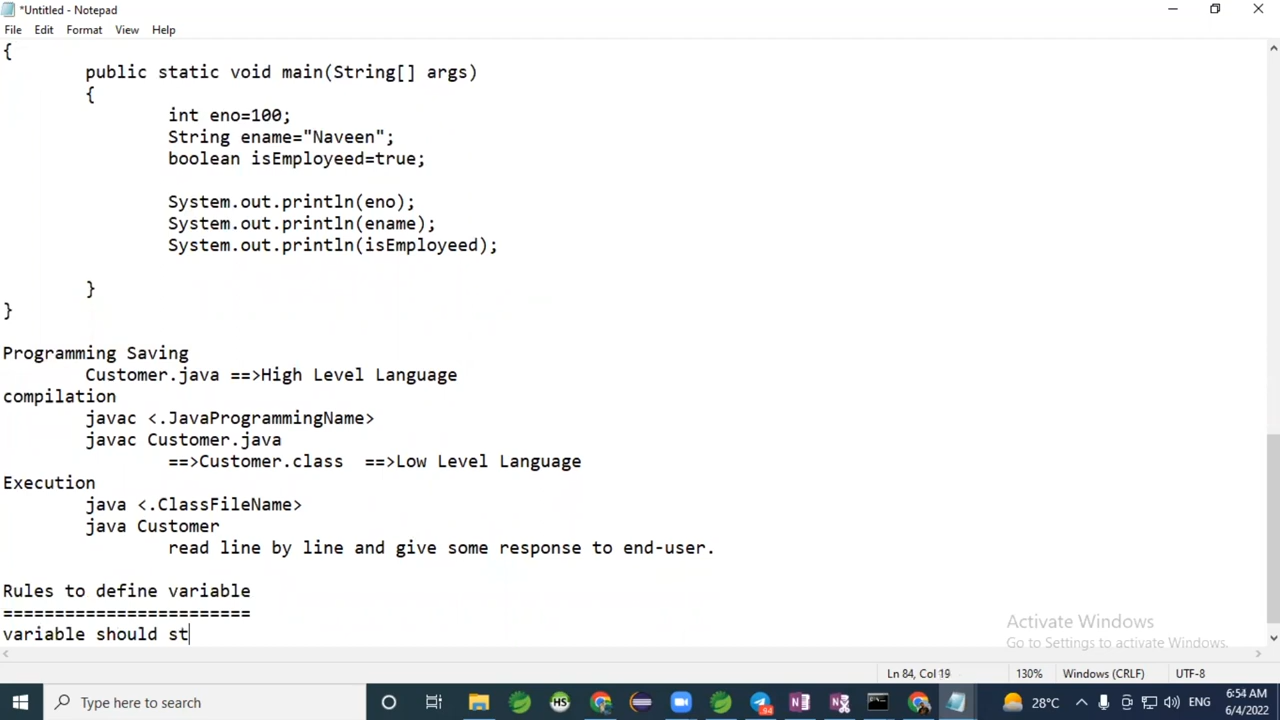 *Untitled - Notepad
File Edit Format View Help
{
public static void main(String[] args)
{
int eno=100;
String ename="Naveen";
boolean isEmployeed=true;
System.out.println(eno);
System.out.println(ename);
System.out.println(isEmployeed);
}
}
Programming Saving
Customer.java ==>High Level Language
compilation
javac <.JavaProgrammingName>
javac Customer.java
==>Customer.class ==>Low Level Language
Execution
java <.ClassFileName>
java Customer
read line by line and give some response to end-user.
Rules to define variable
========================
variable should st
Activate Windows
Go to Settings to activate Windows.
Ln 84, Col 19 130% Windows (CRLF) UTF-8
Type here to search
HS
94
28°C
ENG
6:54 AM
6/4/2022